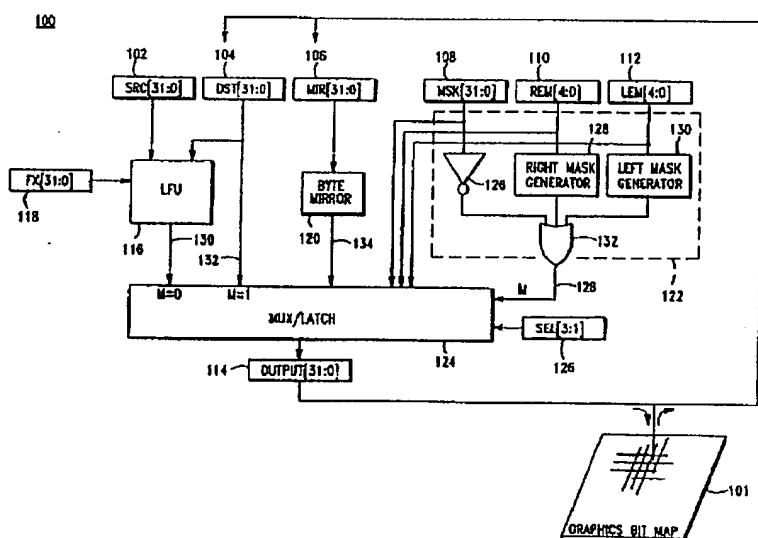 100
102 104 106 108 110 112
SRC[31:0] DST[31:0] MIR[31:0] MSK[31:0] REM[4:0] LEM[4:0]
128 130
FX[31:0] LFU BYTE MIRROR 126 RIGHT MASK GENERATOR LEFT MASK GENERATOR
118 116 130 120 134 132
132 M=0 M=1 M 128 122
MUX/LATCH SEL[3:1]
124 126
114 OUTPUT[31:0]
101
GRAPHICS BIT MAP